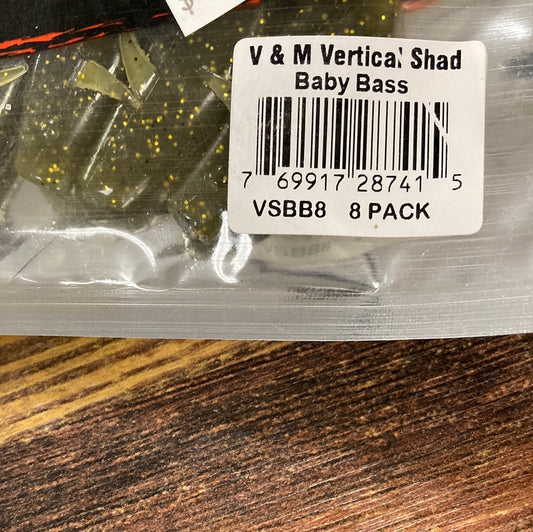 $
V & M Vertical Shad
Baby Bass
7 69917 28741 5
VSBB8 8 PACK